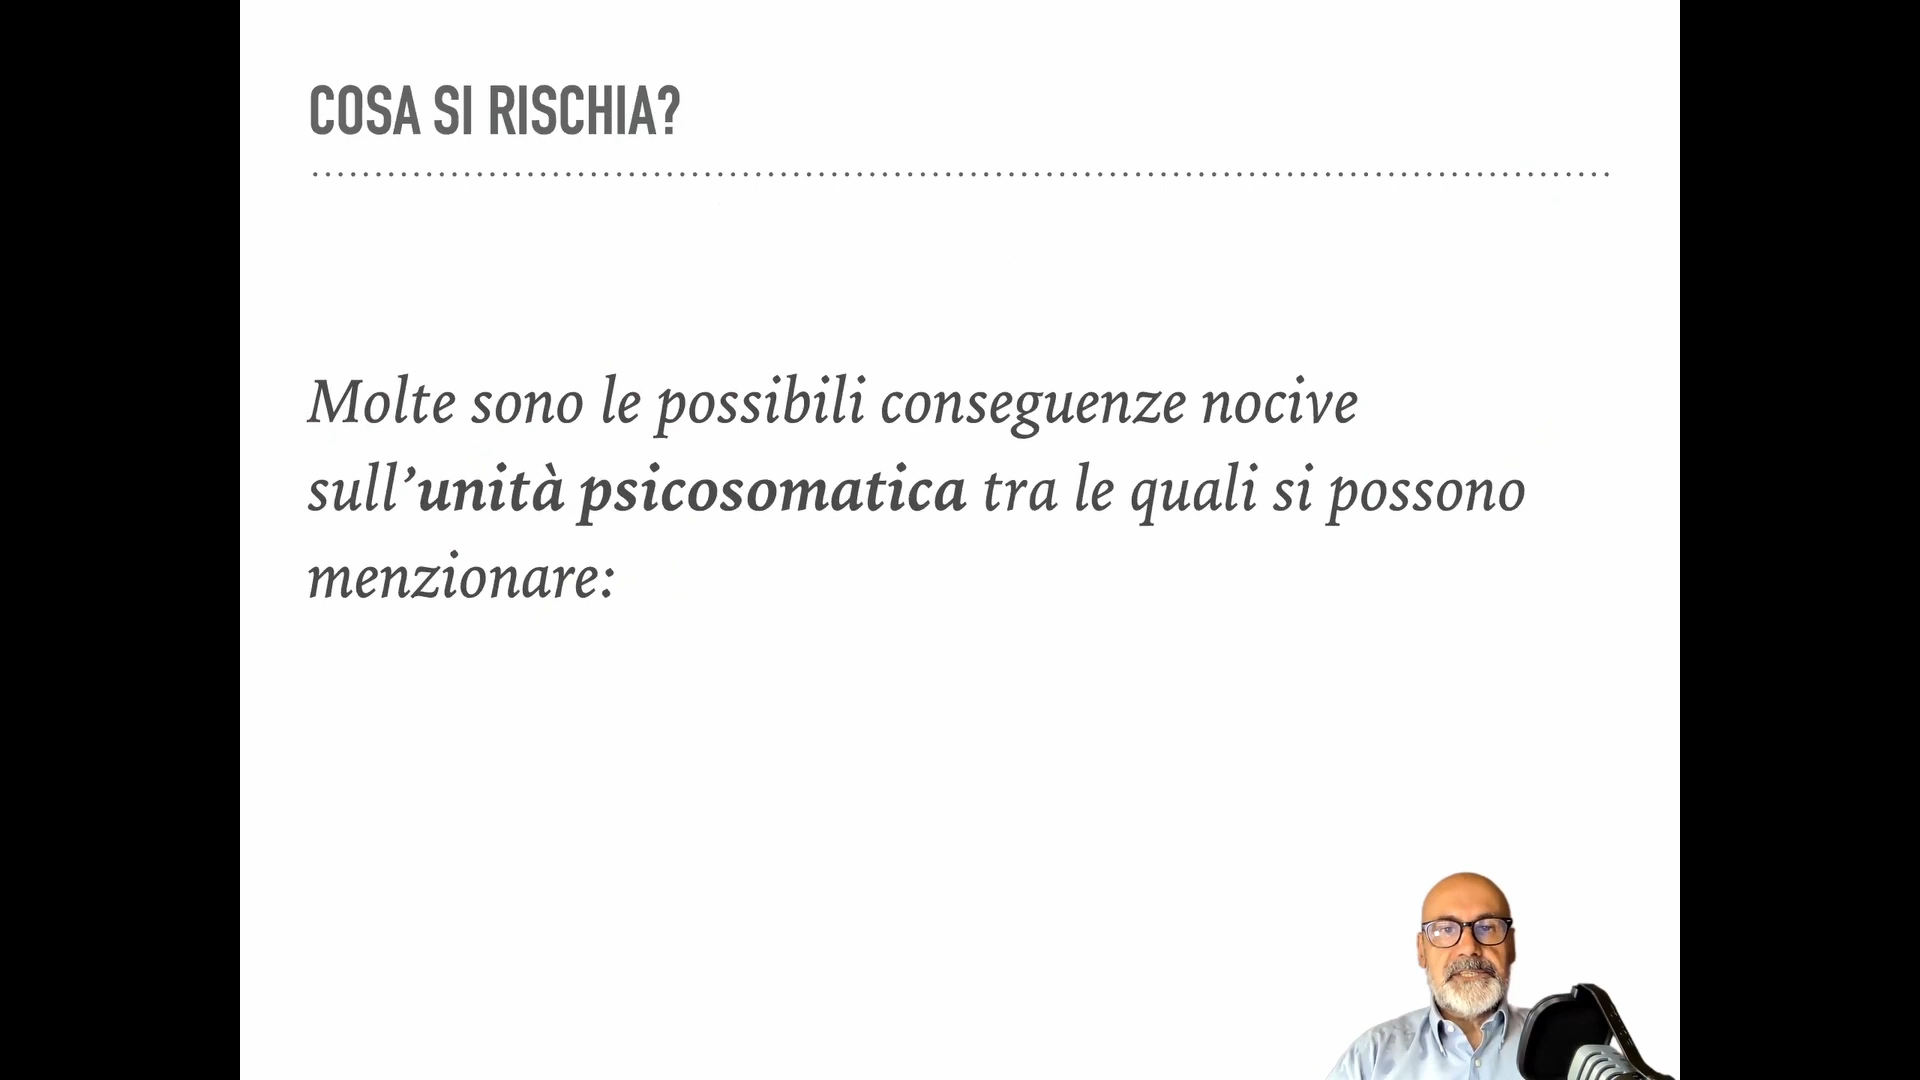 COSA SI RISCHIA?
Molte sono le possibili conseguenze nocive
sull’unità psicosomatica tra le quali si possono
menzionare: